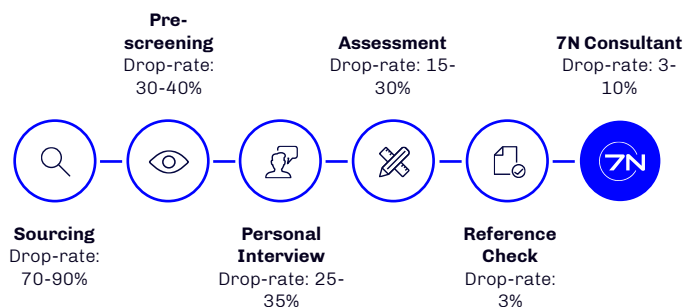 Pre-
screening
Drop-rate:
30-40%
Assessment
Drop-rate: 15-
30%
7N Consultant
Drop-rate: 3-
10%
7N
Sourcing
Drop-rate:
70-90%
Personal
Interview
Drop-rate: 25-
35%
Reference
Check
Drop-rate:
3%